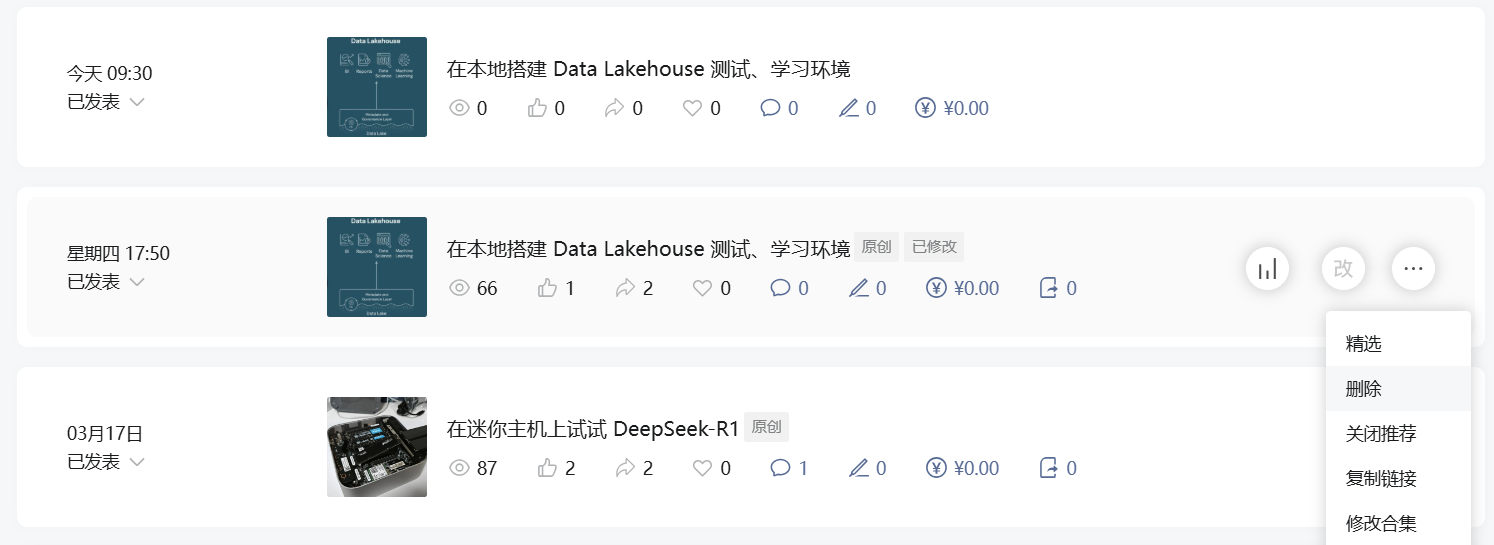 今天 09:30
已发表
Data Lakehouse
BI Reports Data Science Machine Learning
Metadata and Governance Layer
Data Lake
在本地搭建 Data Lakehouse 测试、学习环境
0 0 0 0 0 0 ¥0.00
星期四 17:50
已发表
Data Lakehouse
BI Reports Data Science Machine Learning
Metadata and Governance Layer
Data Lake
在本地搭建 Data Lakehouse 测试、学习环境 原创 已修改
66 1 2 0 0 0 ¥0.00 0
改
精选
删除
关闭推荐
复制链接
修改合集
03月17日
已发表
在迷你主机上试试 DeepSeek-R1 原创
87 2 2 0 1 0 ¥0.00 0